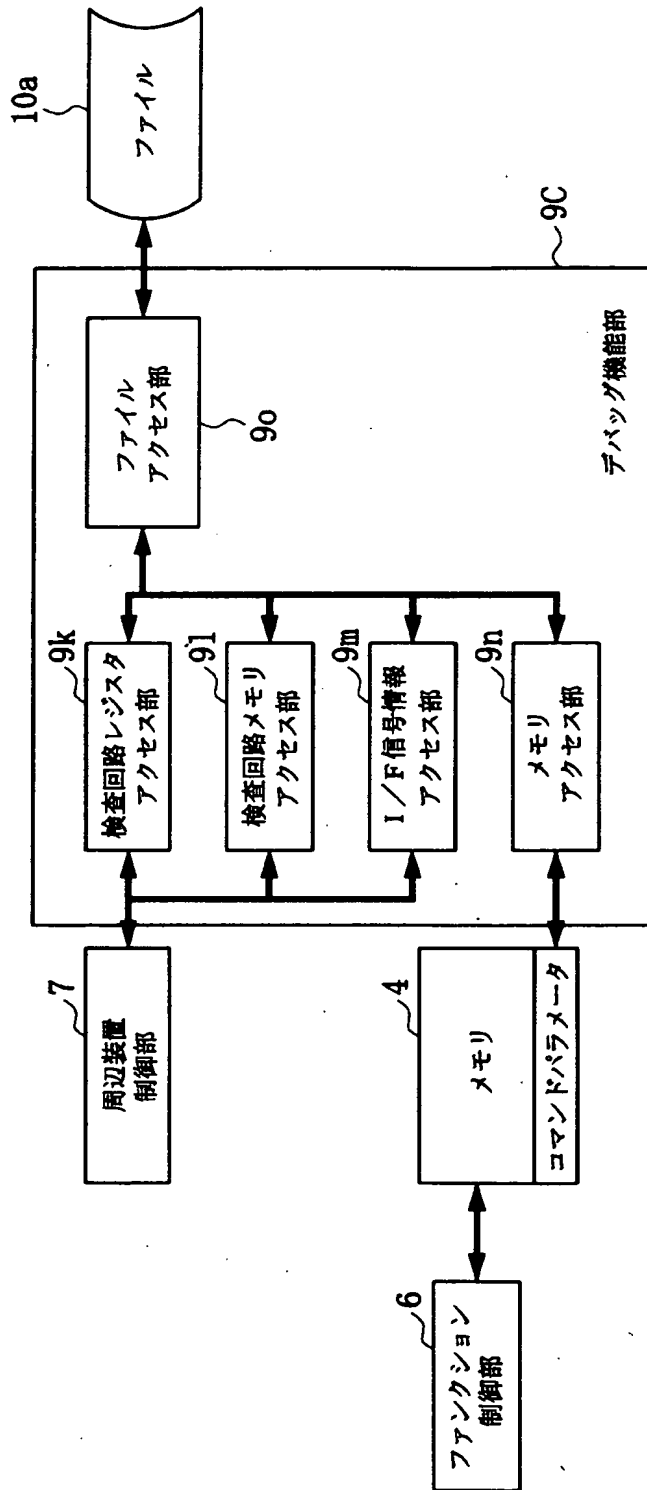 10a
ファイル
9C
ファイル
アクセス部
9o
デバッグ機能部
9k
検査回路レジスタ
アクセス部
9l
検査回路メモリ
アクセス部
9m
I/F信号情報
アクセス部
9n
メモリ
アクセス部
7
周辺装置
制御部
4
メモリ
コマンドパラメータ
6
ファンクション
制御部